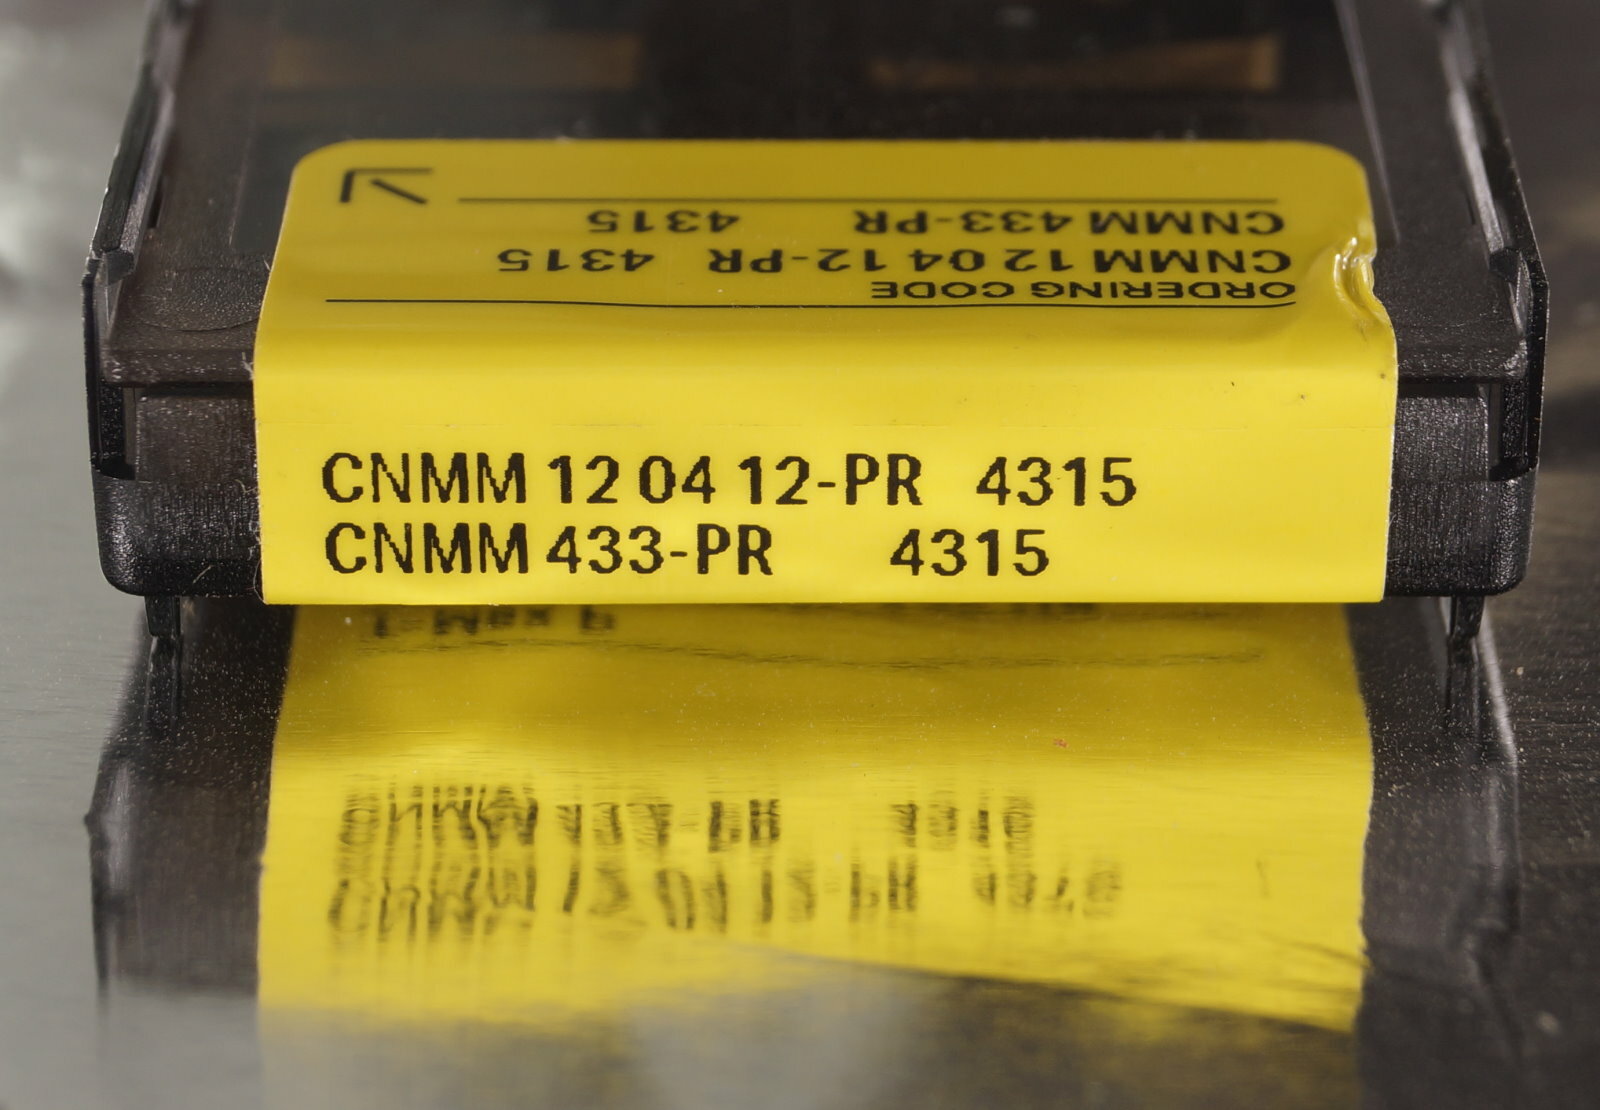 CNMM 433-PR 4315
CNMM 12 04 12-PR 4315
ORDERING CODE
CNMM 12 04 12-PR 4315
CNMM 433-PR 4315